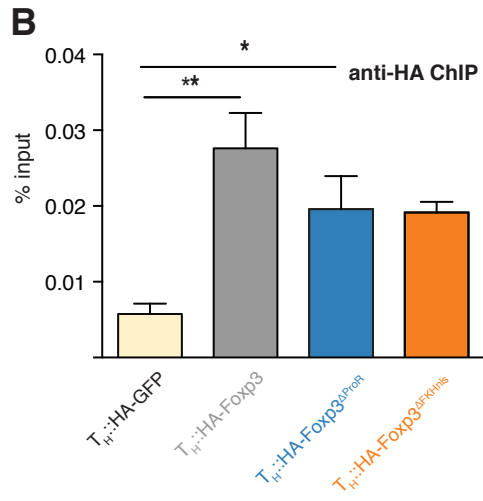 B
*
anti-HA ChIP
**
% input
0.04
0.03
0.02
0.01
TH::HA-GFP
TH::HA-Foxp3
TH::HA-Foxp3ΔProR
TH::HA-Foxp3ΔFKHnls